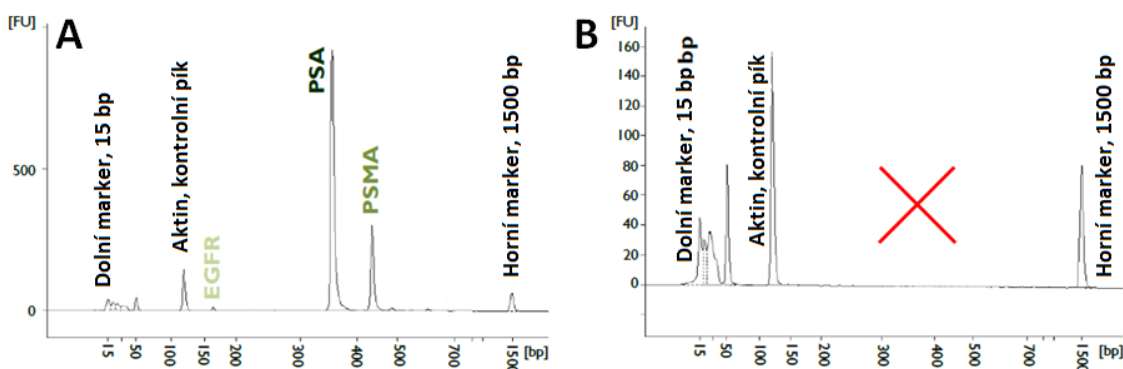 [FU]
A
500
0
Dolní marker, 15 bp
Aktin, kontrolní pík
EGFR
PSA
PSMA
Horní marker, 1500 bp
15
50
100
150
200
300
400
500
700
1500
[bp]
[FU]
B
160
140
120
100
80
60
40
20
0
Dolní marker, 15 bp bp
Aktin, kontrolní pík
Horní marker, 1500 bp
15
50
100
150
200
300
400
500
700
1500
[bp]